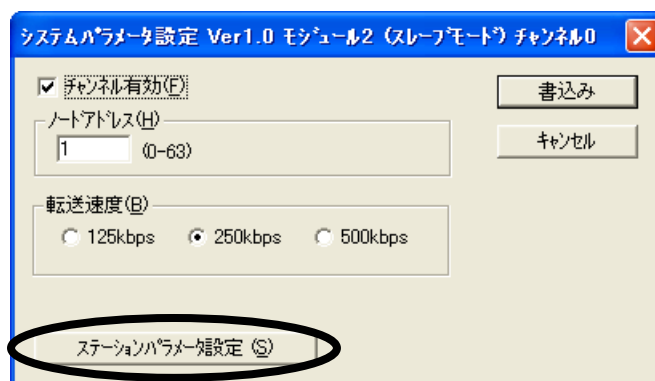 システムパラメータ設定 Ver1.0 モジュール2 (スレーブモード) チャンネル0
チャンネル有効(F)
書込み
ノードアドレス(H)
1 (0-63)
キャンセル
転送速度(B)
125kbps 250kbps 500kbps
ステーションパラメータ設定 (S)